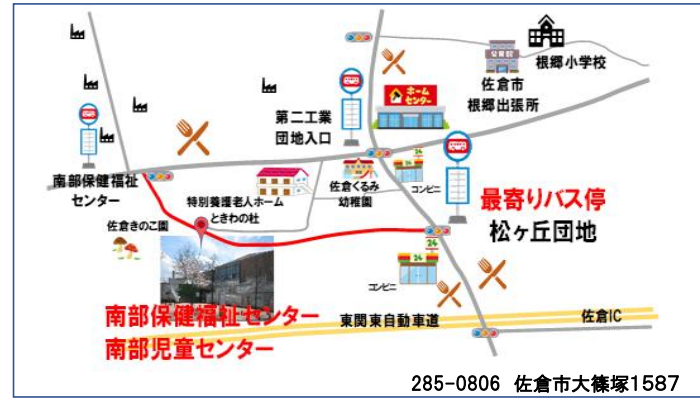 根郷小学校
公民館
佐倉市
根郷出張所
ホーム
センター
第二工業
団地入口
南部保健福祉
センター
特別養護老人ホーム
ときわの杜
佐倉くるみ
幼稚園
24
コンビニ
最寄りバス停
松ヶ丘団地
佐倉きのこ園
24
コンビニ
南部保健福祉センター
南部児童センター
東関東自動車道
佐倉IC
285-0806 佐倉市大篠塚1587